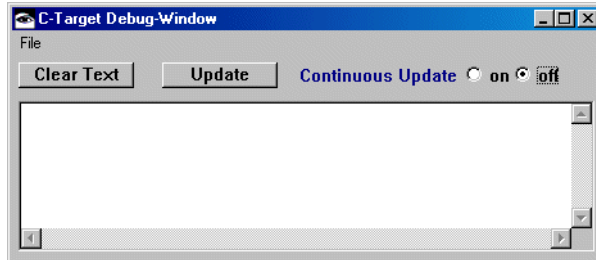 C-Target Debug-Window
File
Clear Text Update Continuous Update on off